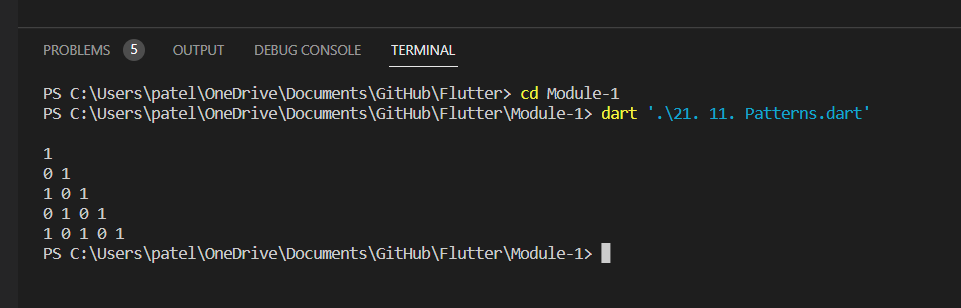 PROBLEMS 5 OUTPUT DEBUG CONSOLE TERMINAL
PS C:\Users\patel\OneDrive\Documents\GitHub\Flutter> cd Module-1
PS C:\Users\patel\OneDrive\Documents\GitHub\Flutter\Module-1> dart '.\21. 11. Patterns.dart'
1
0 1
1 0 1
0 1 0 1
1 0 1 0 1
PS C:\Users\patel\OneDrive\Documents\GitHub\Flutter\Module-1>